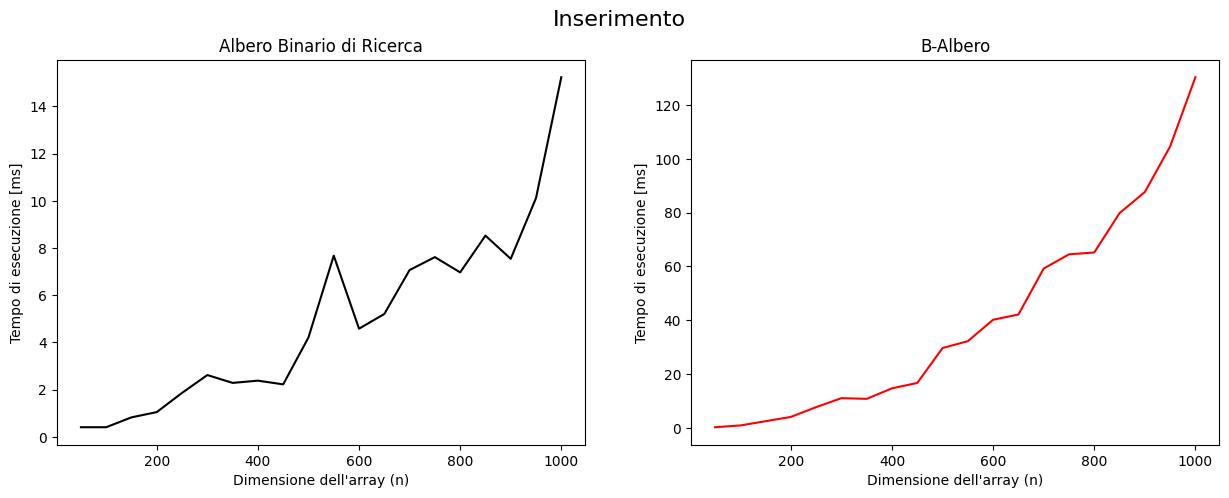 Inserimento
Albero Binario di Ricerca
Tempo di esecuzione [ms]
14
12
10
8
6
4
2
0
200 400 600 800 1000
Dimensione dell'array (n)
B-Albero
Tempo di esecuzione [ms]
120
100
80
60
40
20
0
200 400 600 800 1000
Dimensione dell'array (n)